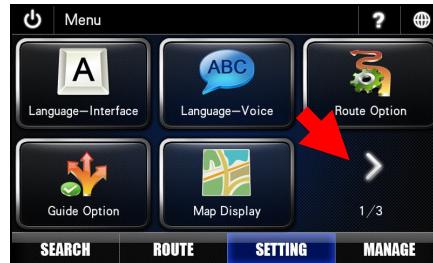 Menu
?
A
ABC
Language–Interface
Language–Voice
Route Option
Guide Option
Map Display
1/3
SEARCH
ROUTE
SETTING
MANAGE